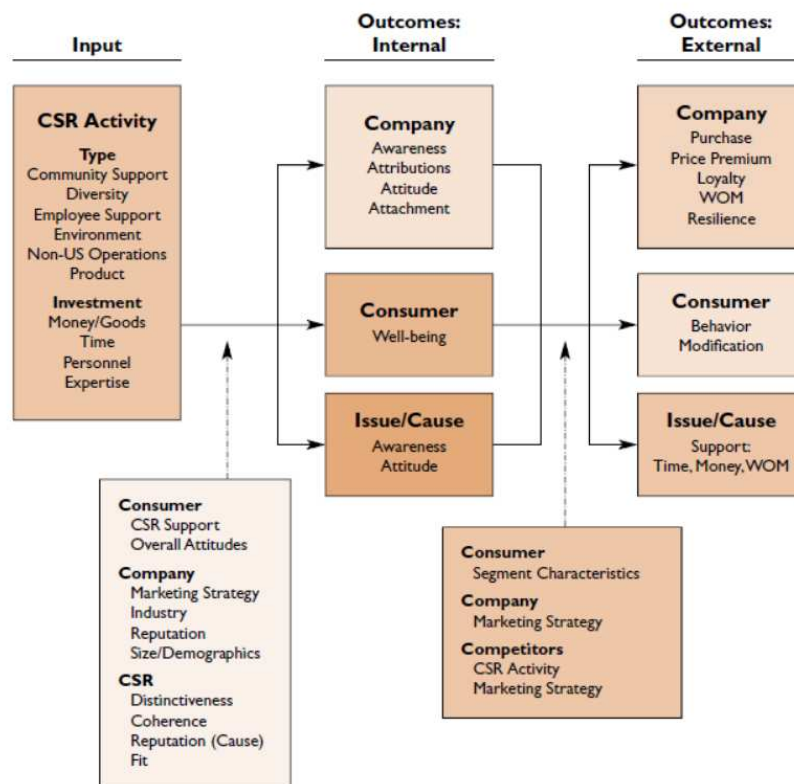 Input
Outcomes:
Internal
Outcomes:
External
CSR Activity
Type
Community Support
Diversity
Employee Support
Environment
Non-US Operations
Product
Investment
Money/Goods
Time
Personnel
Expertise
Company
Awareness
Attributions
Attitude
Attachment
Consumer
Well-being
Issue/Cause
Awareness
Attitude
Company
Purchase
Price Premium
Loyalty
WOM
Resilience
Consumer
Behavior
Modification
Issue/Cause
Support:
Time, Money, WOM
Consumer
CSR Support
Overall Attitudes
Company
Marketing Strategy
Industry
Reputation
Size/Demographics
CSR
Distinctiveness
Coherence
Reputation (Cause)
Fit
Consumer
Segment Characteristics
Company
Marketing Strategy
Competitors
CSR Activity
Marketing Strategy